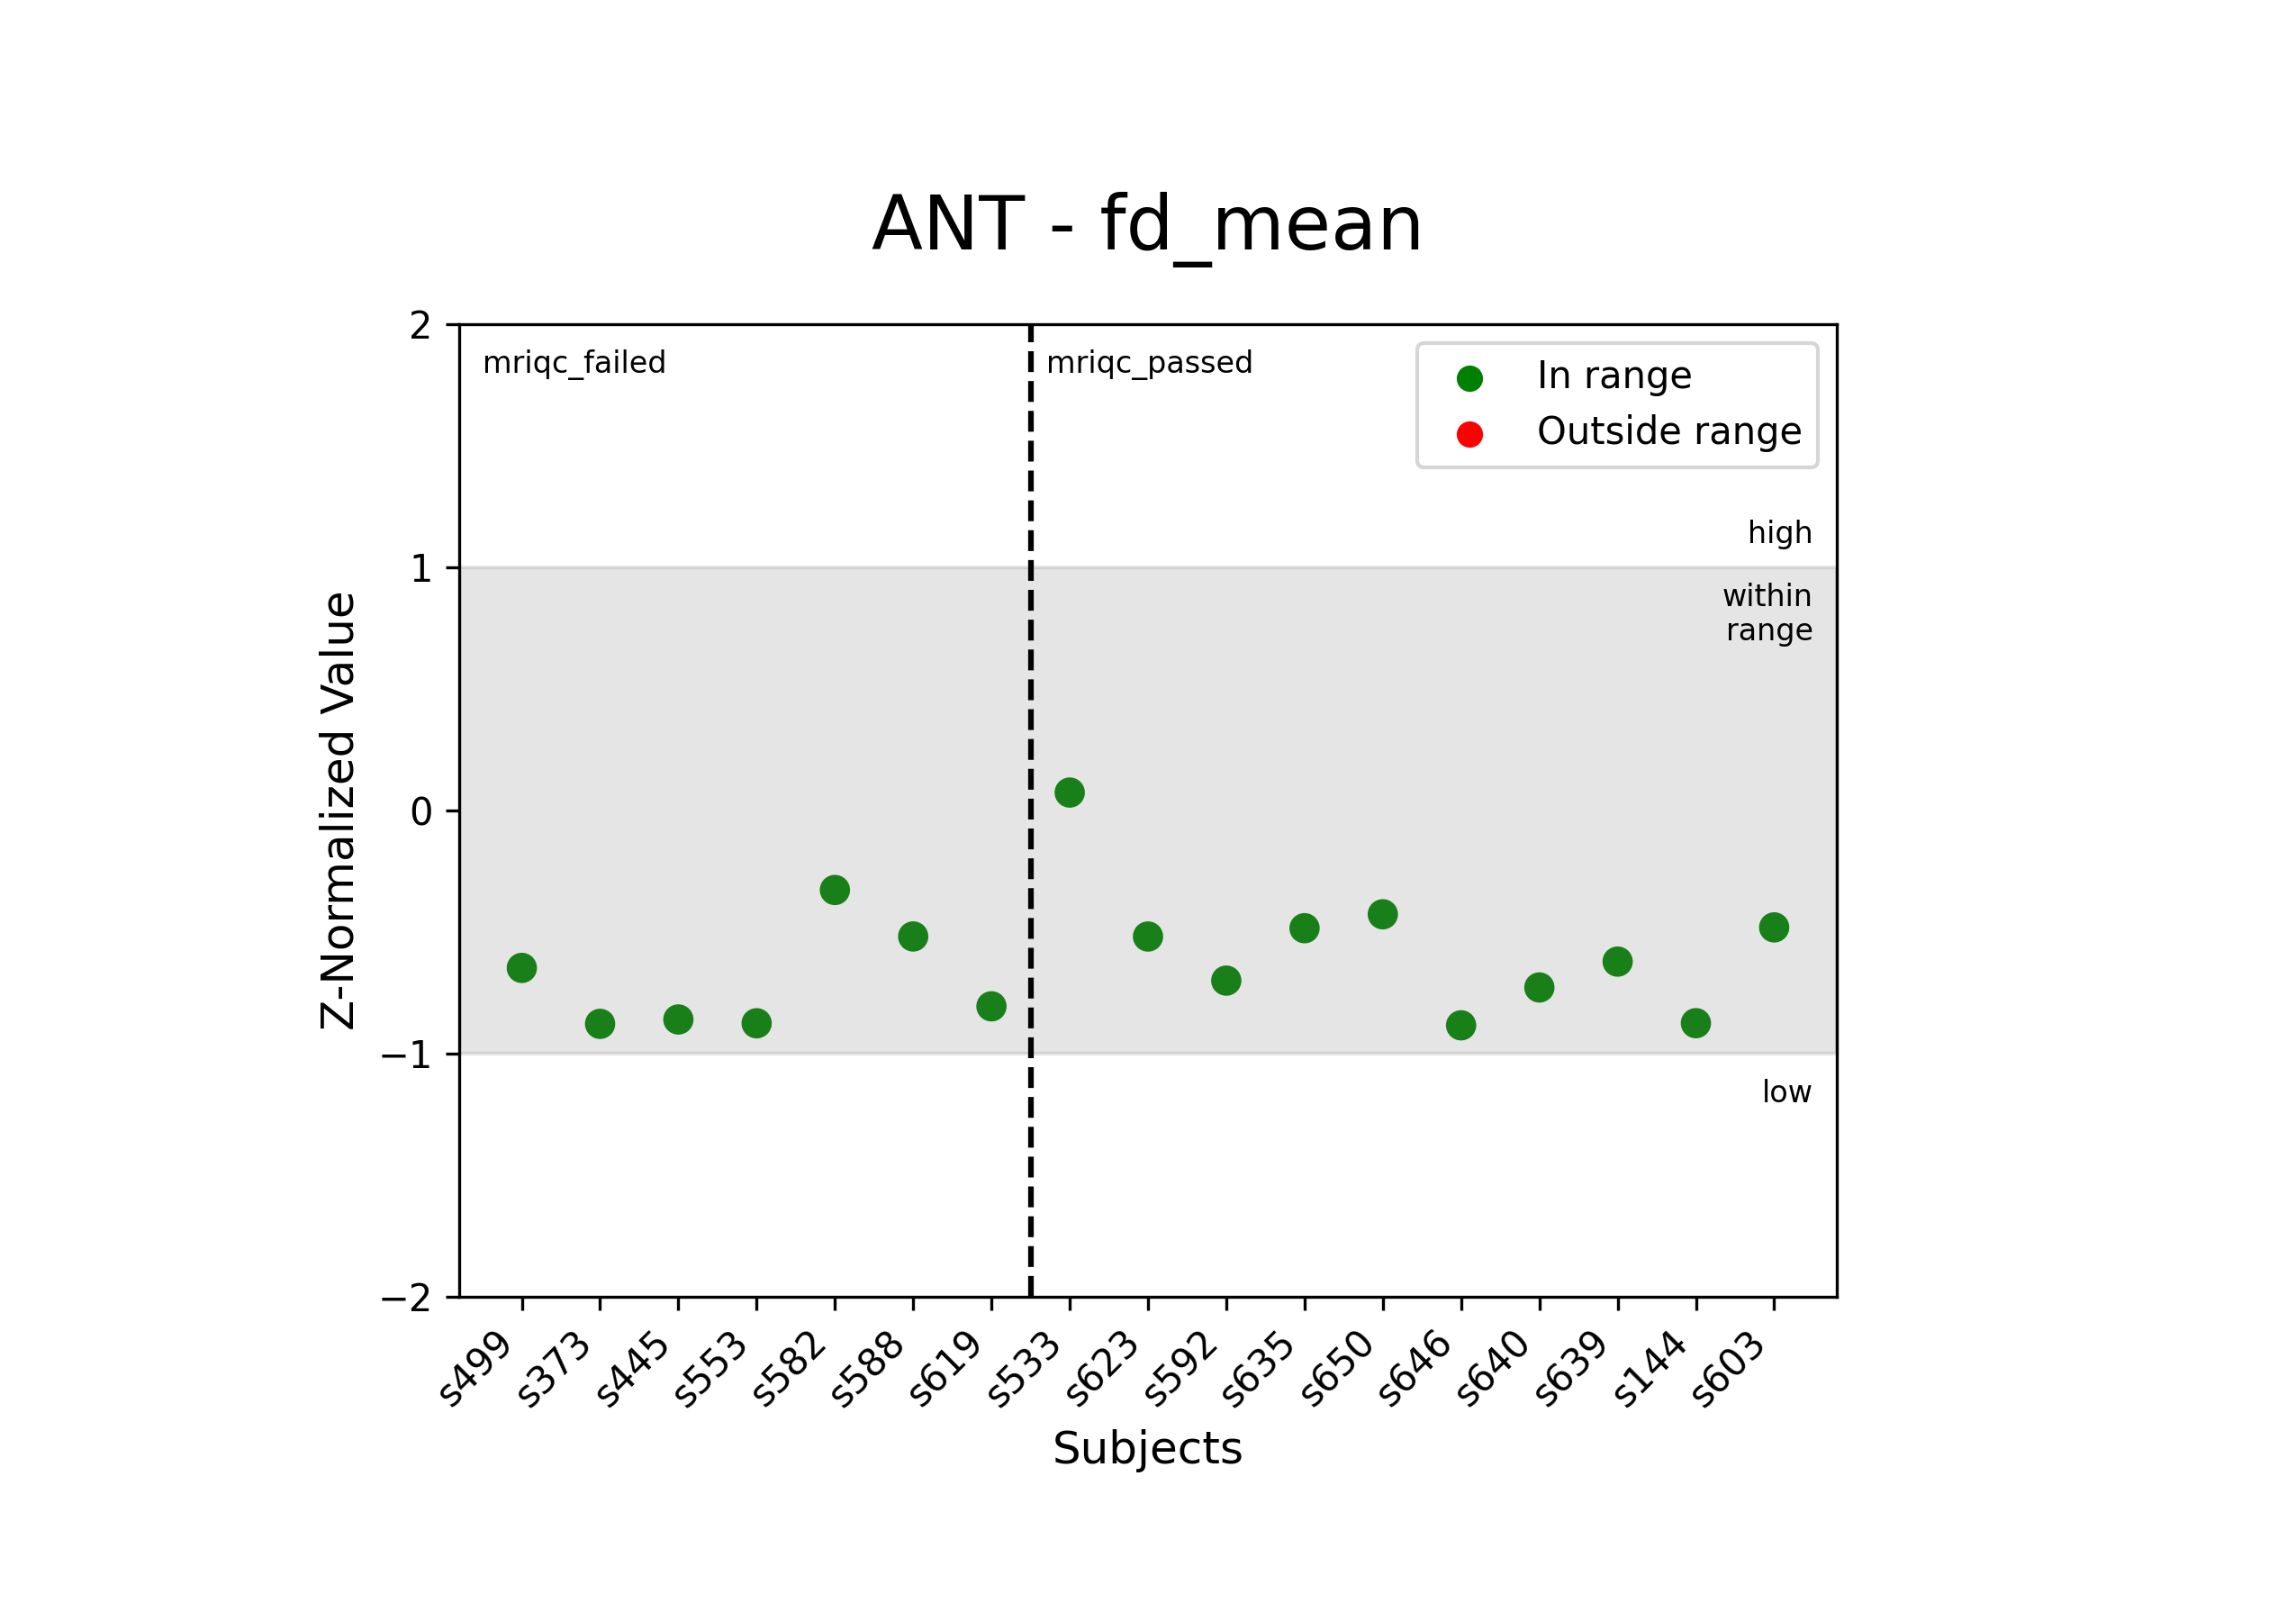 ANT - fd_mean
mriqc_failed
mriqc_passed
In range
Outside range
high
within
range
low
2
1
0
−1
−2
Z-Normalized Value
s499
s373
s445
s553
s582
s588
s619
s533
s623
s592
s635
s650
s646
s640
s639
s144
s603
Subjects